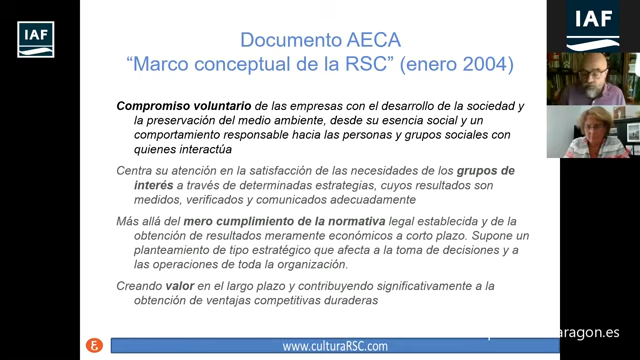 IAF
IAF
Documento AECA
“Marco conceptual de la RSC” (enero 2004)
Compromiso voluntario de las empresas con el desarrollo de la sociedad y
la preservación del medio ambiente, desde su esencia social y un
comportamiento responsable hacia las personas y grupos sociales con
quienes interactúa
Centra su atención en la satisfacción de las necesidades de los grupos de
interés a través de determinadas estrategias, cuyos resultados son
medidos, verificados y comunicados adecuadamente
Más allá del mero cumplimiento de la normativa legal establecida y de la
obtención de resultados meramente económicos a corto plazo. Supone un
planteamiento de tipo estratégico que afecta a la toma de decisiones y a
las operaciones de toda la organización.
Creando valor en el largo plazo y contribuyendo significativamente a la
obtención de ventajas competitivas duraderas
www.culturaRSC.com
aragon.es